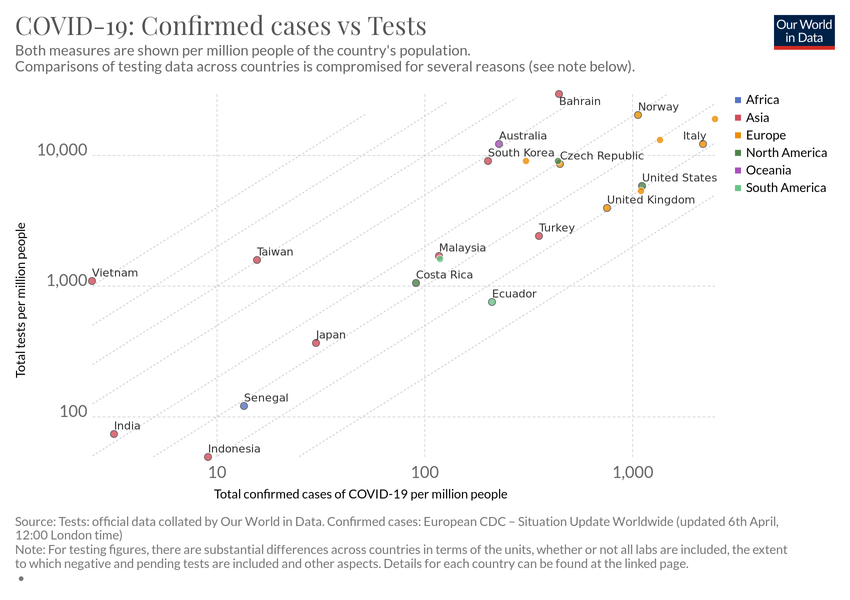 COVID-19: Confirmed cases vs Tests
Both measures are shown per million people of the country's population.
Comparisons of testing data across countries is compromised for several reasons (see note below).
Our World
in Data
Bahrain
Norway
Australia
Italy
10,000
South Korea
Czech Republic
United States
United Kingdom
Turkey
Malaysia
Taiwan
Vietnam
1,000
Costa Rica
Ecuador
Japan
Senegal
100
India
Indonesia
Total tests per million people
10
100
1,000
Total confirmed cases of COVID-19 per million people
Africa
Asia
Europe
North America
Oceania
South America
Source: Tests: official data collated by Our World in Data. Confirmed cases: European CDC – Situation Update Worldwide (updated 6th April,
12:00 London time)
Note: For testing figures, there are substantial differences across countries in terms of the units, whether or not all labs are included, the extent
to which negative and pending tests are included and other aspects. Details for each country can be found at the linked page.